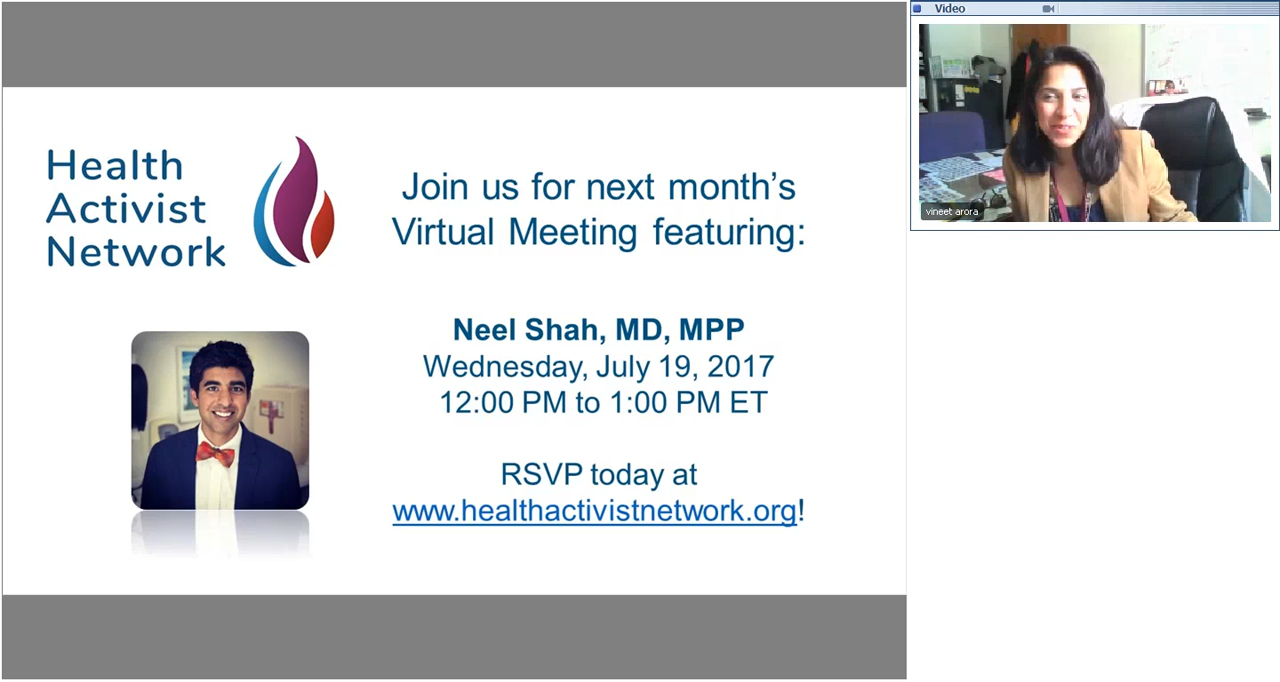 Health
Activist
Network
Join us for next month's
Virtual Meeting featuring:
Neel Shah, MD, MPP
Wednesday, July 19, 2017
12:00 PM to 1:00 PM ET
RSVP today at
www.healthactivistnetwork.org!
Video
vineet arora